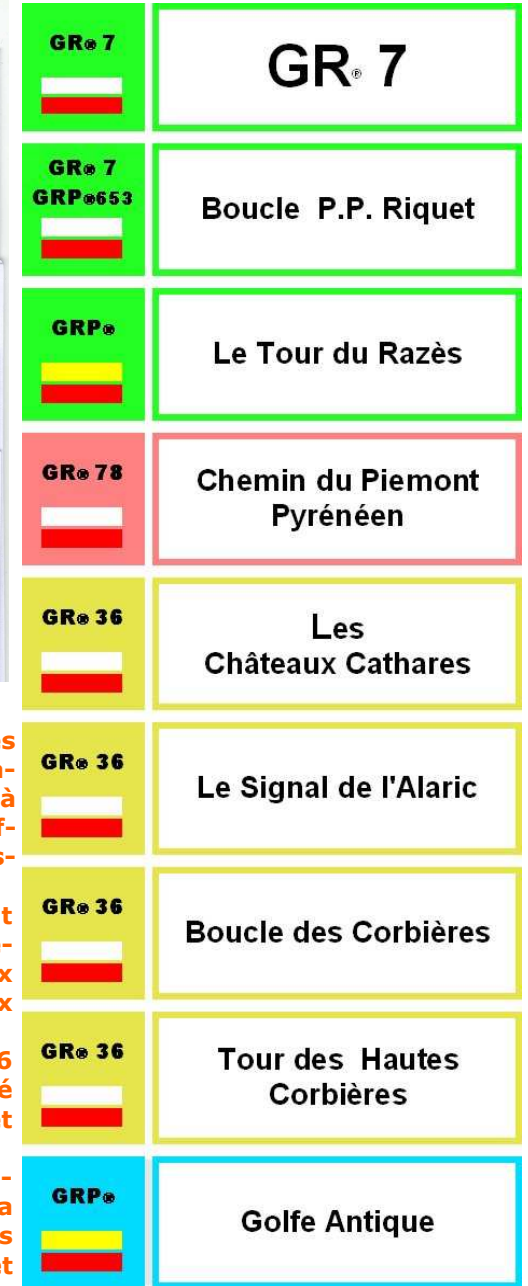 GR® 7
GR® 7
GR® 7
GRP®653
Boucle P.P. Riquet
GRP®
Le Tour du Razès
GR® 78
Chemin du Piemont
Pyrénéen
GR® 36
Les
Châteaux Cathares
GR® 36
Le Signal de l'Alaric
GR® 36
Boucle des Corbières
GR® 36
Tour des Hautes
Corbières
GRP®
Golfe Antique
à
6